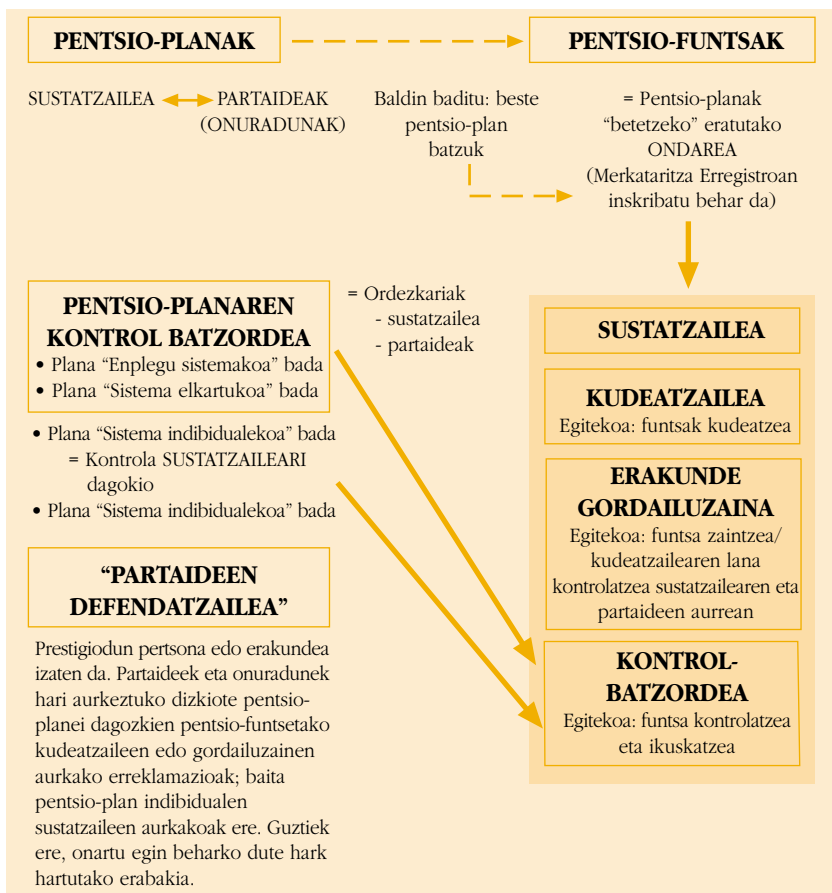 PENTSIO-PLANAK
PENTSIO-FUNTSAK
SUSTATZAILEA
PARTAIDEAK
(ONURADUNAK)
Baldin baditu: beste
pentsio-plan
batzuk
= Pentsio-planak
“betetzeko” eratutako
ONDAREA
(Merkataritza Erregistroan
inskribatu behar da)
PENTSIO-PLANAREN
KONTROL BATZORDEA
• Plana “Enplegu sistemakoa” bada
• Plana “Sistema elkartukoa” bada
= Ordezkariak
- sustatzailea
- partaideak
• Plana “Sistema indibidualekoa” bada
= Kontrola SUSTATZAILEARI
dagokio
• Plana “Sistema indibidualekoa” bada
“PARTAIDEEN
DEFENDATZAILEA”
Prestigiodun pertsona edo erakundea
izaten da. Partaideek eta onuradunek
hari aurkeztuko dizkiote pentsio-
planei dagozkien pentsio-funtsetako
kudeatzaileen edo gordailuzainen
aurkako erreklamazioak; baita
pentsio-plan indibidualen
sustatzaileen aurkakoak ere. Guztiek
ere, onartu egin beharko dute hark
hartutako erabakia.
SUSTATZAILEA
KUDEATZAILEA
Egitekoa: funtsak kudeatzea
ERAKUNDE
GORDAILUZAINA
Egitekoa: funtsa zaintzea/
kudeatzailearen lana
kontrolatzea sustatzailearen eta
partaideen aurrean
KONTROL-
BATZORDEA
Egitekoa: funtsa kontrolatzea
eta ikuskatzea